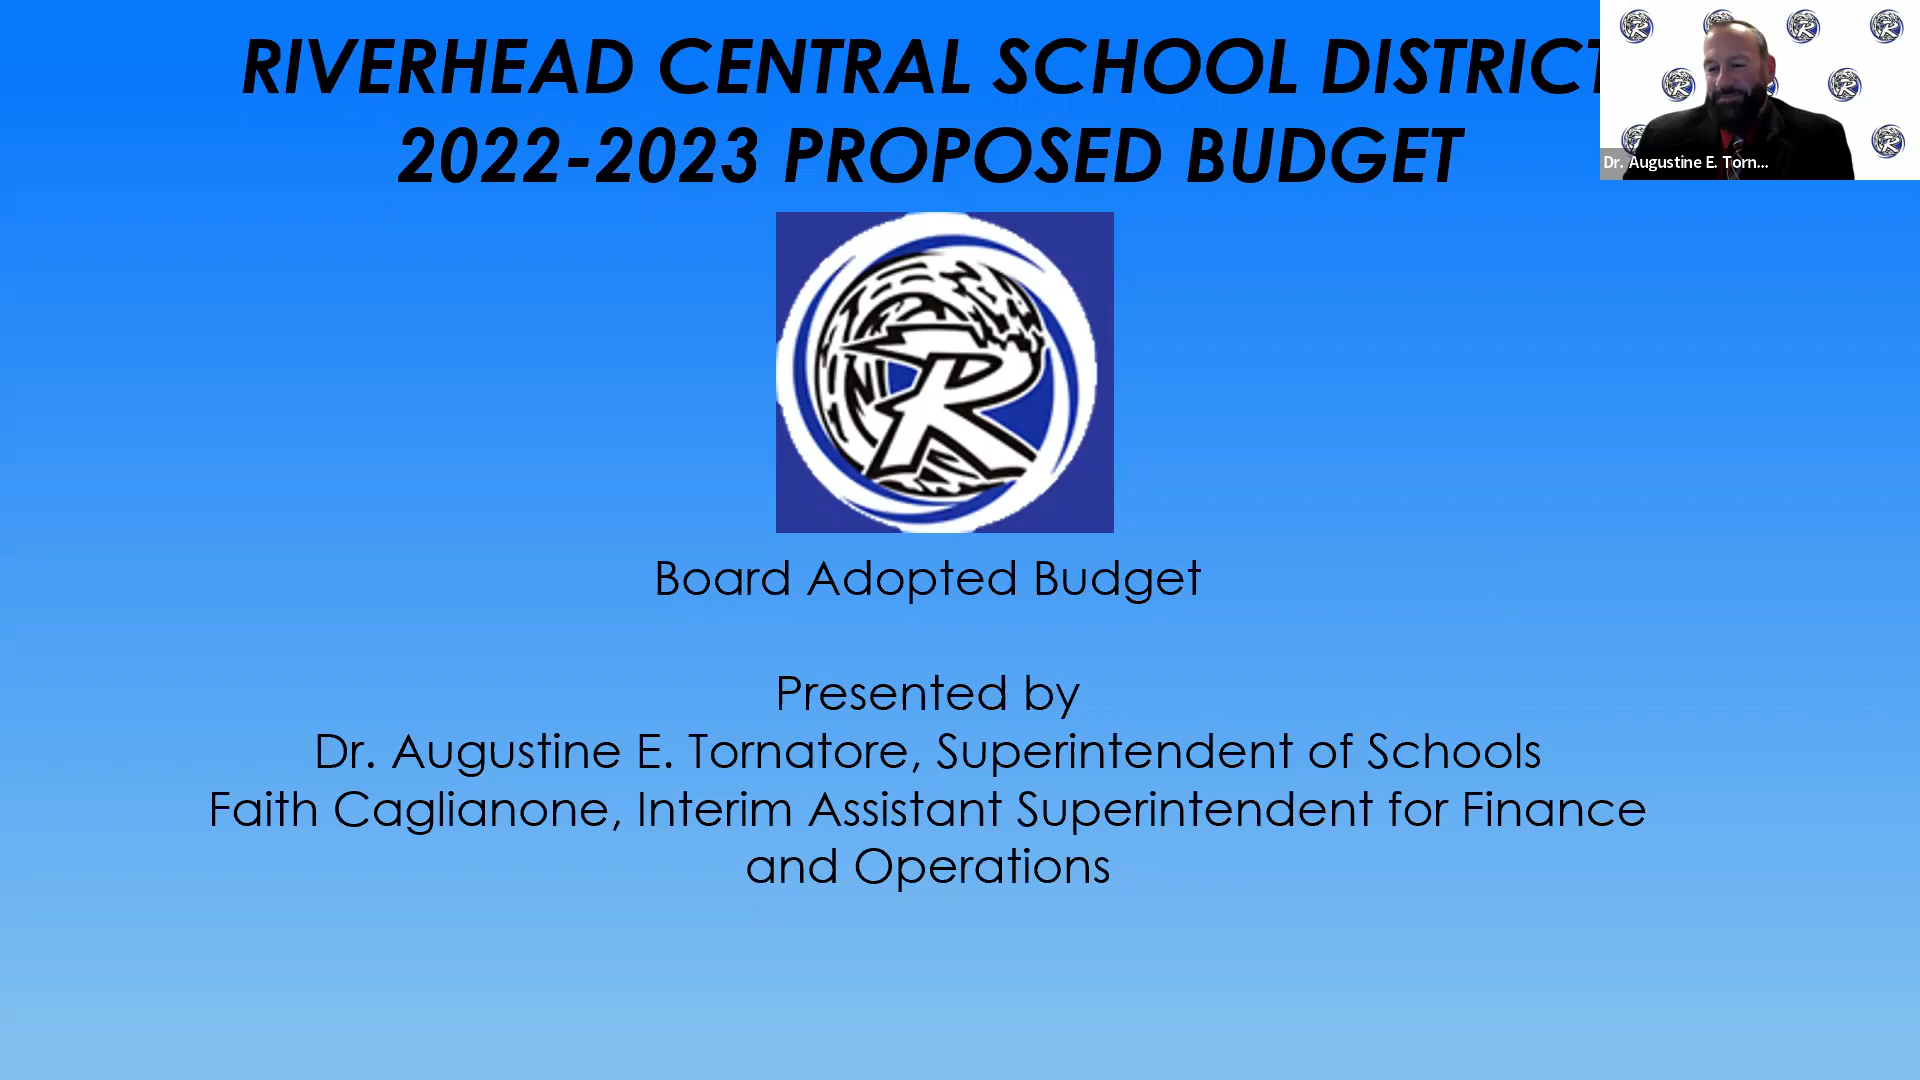 RIVERHEAD CENTRAL SCHOOL DISTRICT
2022-2023 PROPOSED BUDGET
Dr. Augustine E. Torn...
R
Board Adopted Budget
Presented by
Dr. Augustine E. Tornatore, Superintendent of Schools
Faith Caglianone, Interim Assistant Superintendent for Finance
and Operations